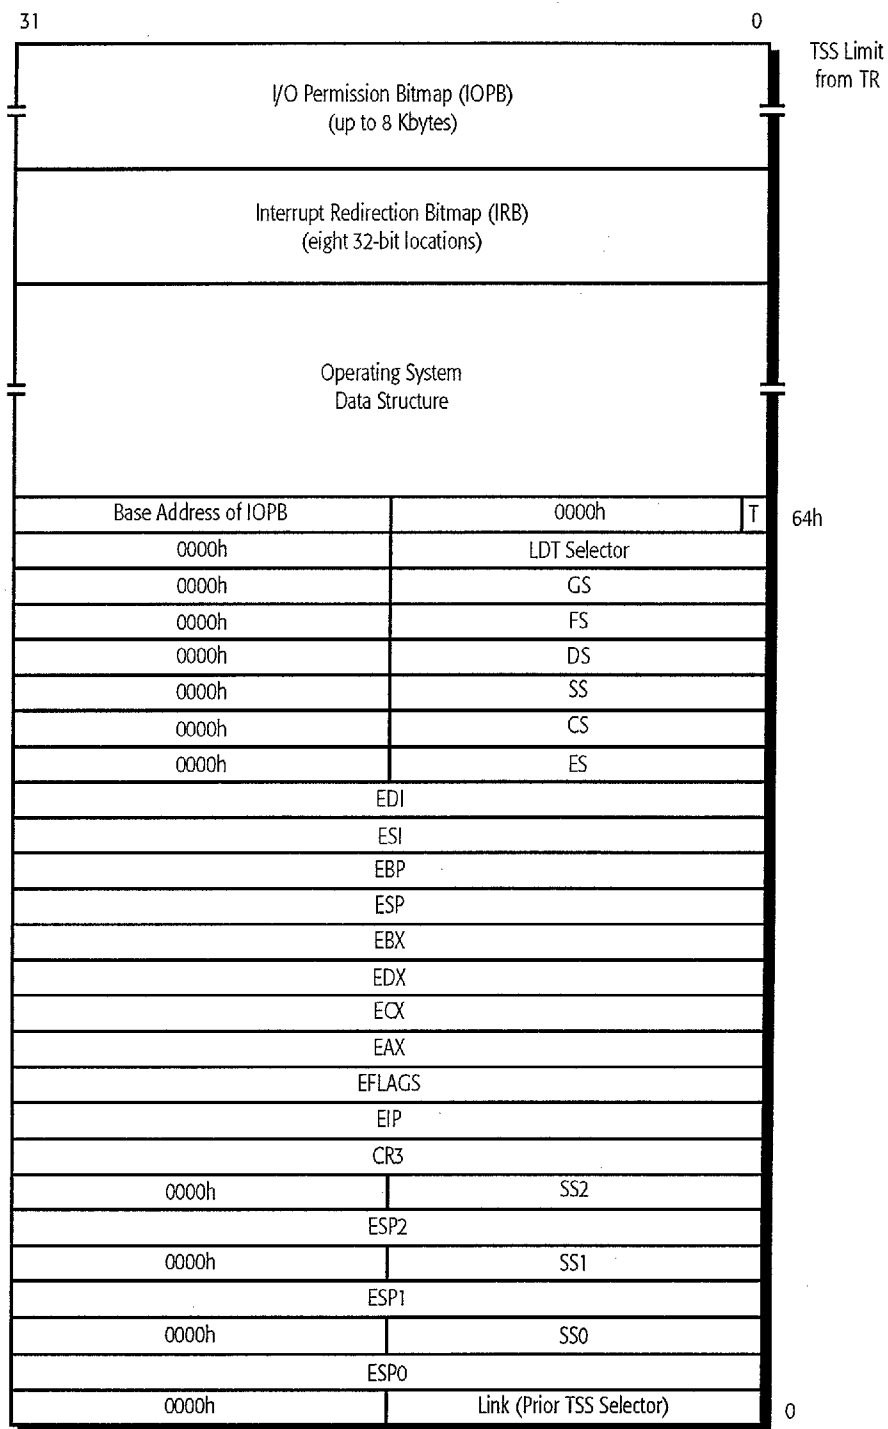 31 0
TSS Limit
from TR
I/O Permission Bitmap (IOPB)
(up to 8 Kbytes)
Interrupt Redirection Bitmap (IRB)
(eight 32-bit locations)
Operating System
Data Structure
Base Address of IOPB 0000h T 64h
0000h LDT Selector
0000h GS
0000h FS
0000h DS
0000h SS
0000h CS
0000h ES
EDI
ESI
EBP
ESP
EBX
EDX
ECX
EAX
EFLAGS
EIP
CR3
0000h SS2
ESP2
0000h SS1
ESP1
0000h SS0
ESP0
0000h Link (Prior TSS Selector) 0